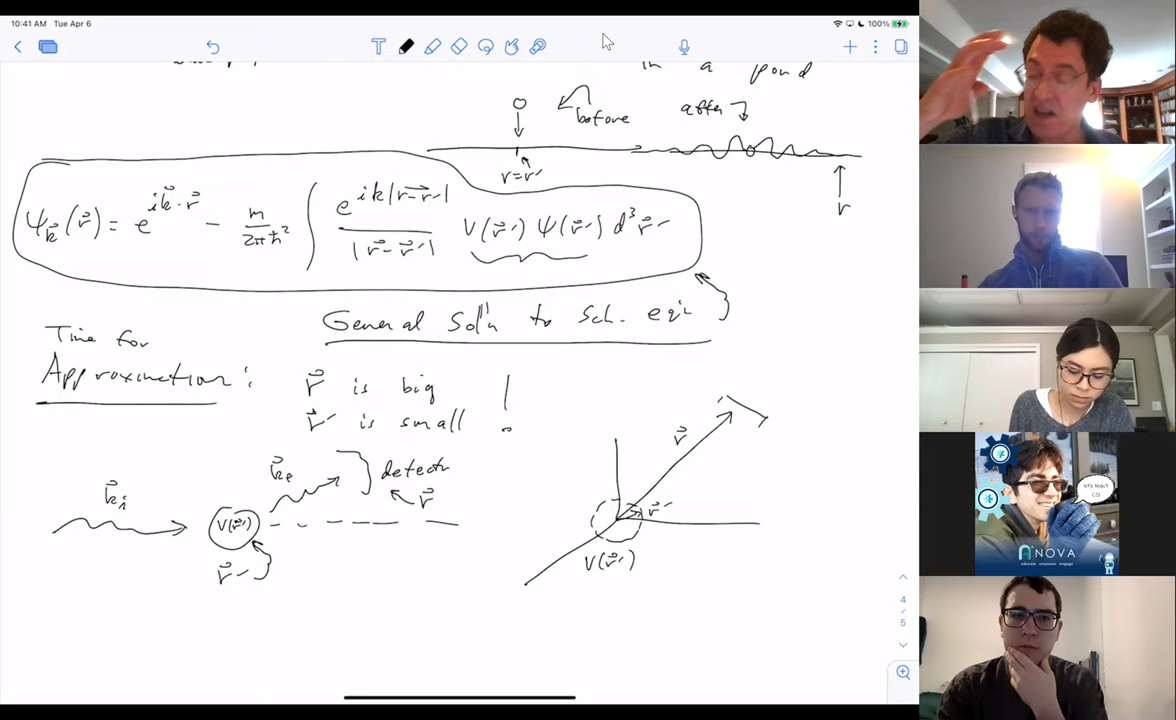 10:41 AM Tue Apr 6
100%
in a pond
before
after
r=r'
r
ψ_k⃗(r⃗) = e^{ik⃗·r⃗} − m/2πħ² ∫ e^{ik|r⃗−r⃗'|}/|r⃗−r⃗'| V(r⃗') ψ(r⃗') d³r⃗'
General Sol'n to Sch. eq'n
Time for
Approximation:
r⃗ is big
r⃗' is small !
k⃗i
V(r⃗')
r⃗'
detector
r⃗
r⃗
r⃗'
V(r⃗')
4
/
5
let's teach
CS!
AI NOVA
educate empower engage